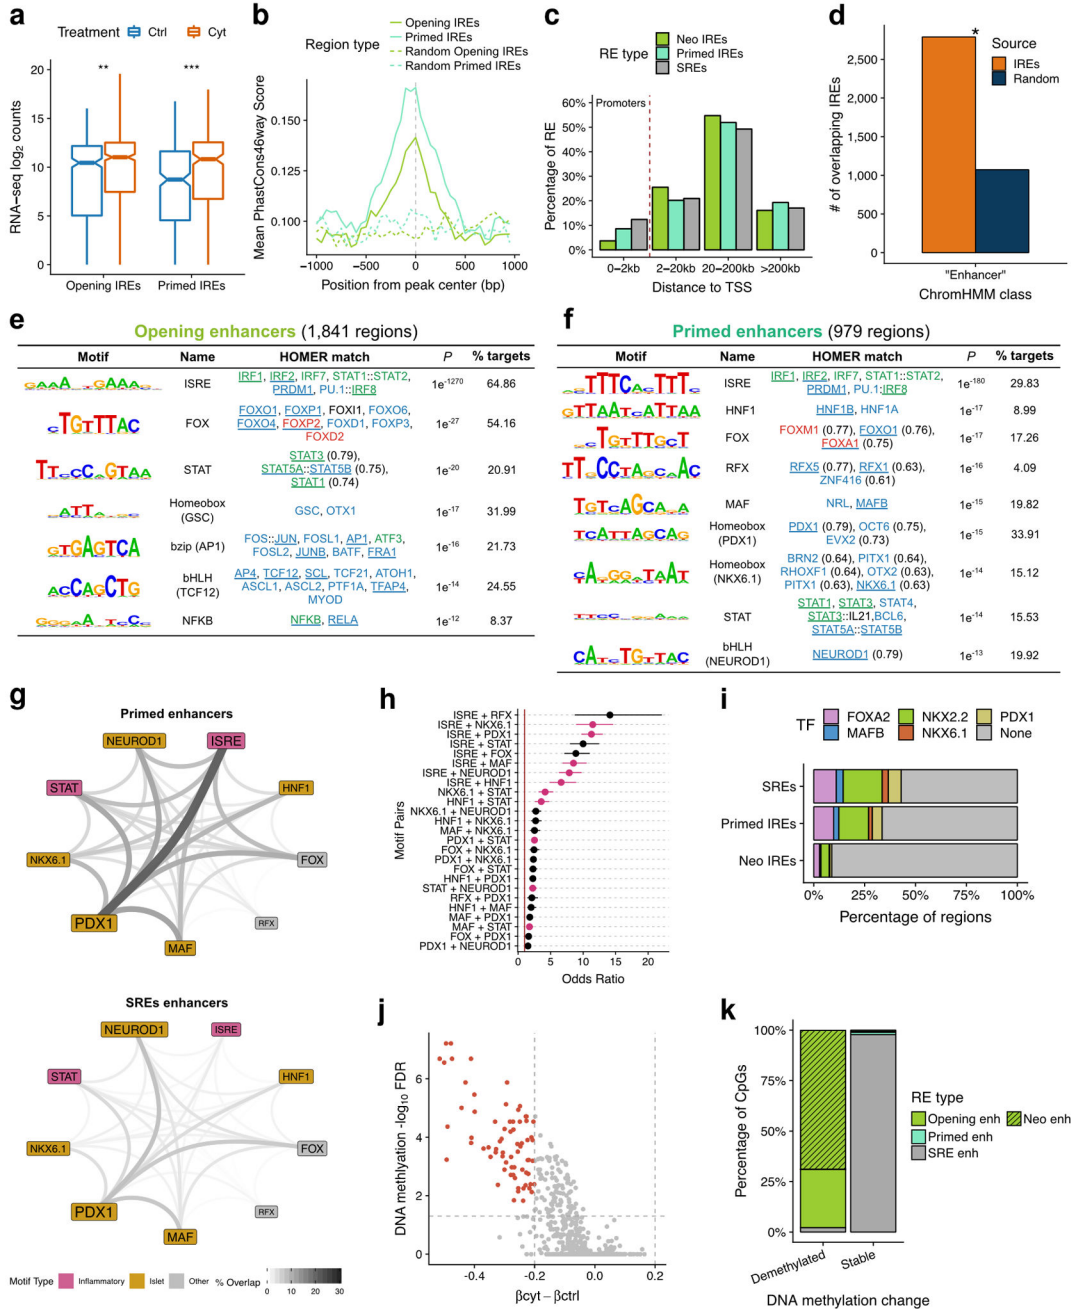 a
Treatment Ctrl Cyt
RNA-seq log2 counts
20
15
10
5
0
**
***
Opening IREs
Primed IREs
b
Region type
Opening IREs
Primed IREs
Random Opening IREs
Random Primed IREs
Mean PhastCons46way Score
0.150
0.125
0.100
−1000 −500 0 500 1000
Position from peak center (bp)
c
RE type
Neo IREs
Primed IREs
SREs
Percentage of RE
60%
50%
40%
30%
20%
10%
0%
Promoters
0−2kb 2−20kb 20−200kb >200kb
Distance to TSS
d
*
Source
IREs
Random
# of overlapping IREs
2,500
2,000
1,500
1,000
500
0
"Enhancer"
ChromHMM class
e
Opening enhancers (1,841 regions)
Motif Name HOMER match P % targets
ISRE IRF1, IRF2, IRF7, STAT1::STAT2, PRDM1, PU.1::IRF8 1e-1270 64.86
FOX FOXO1, FOXP1, FOXI1, FOXO6, FOXO4, FOXP2, FOXD1, FOXP3, FOXD2 1e-27 54.16
STAT STAT3 (0.79), STAT5A::STAT5B (0.75), STAT1 (0.74) 1e-20 20.91
Homeobox (GSC) GSC, OTX1 1e-17 31.99
bzip (AP1) FOS::JUN, FOSL1, AP1, ATF3, FOSL2, JUNB, BATF, FRA1 1e-16 21.73
bHLH (TCF12) AP4, TCF12, SCL, TCF21, ATOH1, ASCL1, ASCL2, PTF1A, TFAP4, MYOD 1e-14 24.55
NFKB NFKB, RELA 1e-12 8.37
f
Primed enhancers (979 regions)
Motif Name HOMER match P % targets
ISRE IRF1, IRF2, IRF7, STAT1::STAT2, PRDM1, PU.1::IRF8 1e-180 29.83
HNF1 HNF1B, HNF1A 1e-17 8.99
FOX FOXM1 (0.77), FOXO1 (0.76), FOXA1 (0.75) 1e-17 17.26
RFX RFX5 (0.77), RFX1 (0.63), ZNF416 (0.61) 1e-16 4.09
MAF NRL, MAFB 1e-15 19.82
Homeobox (PDX1) PDX1 (0.79), OCT6 (0.75), EVX2 (0.73) 1e-15 33.91
Homeobox (NKX6.1) BRN2 (0.64), PITX1 (0.64), RHOXF1 (0.64), OTX2 (0.63), PITX1 (0.63), NKX6.1 (0.63) 1e-14 15.12
STAT STAT1, STAT3, STAT4, STAT3::IL21,BCL6, STAT5A::STAT5B 1e-14 15.53
bHLH (NEUROD1) NEUROD1 (0.79) 1e-13 19.92
g
Primed enhancers
NEUROD1
ISRE
STAT
HNF1
NKX6.1
FOX
PDX1
RFX
MAF
SREs enhancers
NEUROD1
ISRE
STAT
HNF1
NKX6.1
FOX
PDX1
RFX
MAF
Motif Type Inflammatory Islet Other % Overlap
0 10 20 30
h
Motif Pairs
ISRE + RFX
ISRE + NKX6.1
ISRE + PDX1
ISRE + STAT
ISRE + FOX
ISRE + MAF
ISRE + NEUROD1
ISRE + HNF1
NKX6.1 + STAT
HNF1 + STAT
NKX6.1 + NEUROD1
HNF1 + NKX6.1
MAF + NKX6.1
PDX1 + STAT
FOX + NKX6.1
PDX1 + NKX6.1
FOX + STAT
HNF1 + PDX1
STAT + NEUROD1
RFX + PDX1
HNF1 + MAF
MAF + PDX1
MAF + STAT
FOX + PDX1
PDX1 + NEUROD1
0 5 10 15 20
Odds Ratio
i
TF
FOXA2 NKX2.2 PDX1
MAFB NKX6.1 None
SREs
Primed IREs
Neo IREs
0% 25% 50% 75% 100%
Percentage of regions
j
DNA methlylation -log10 FDR
6
4
2
0
-0.4 -0.2 0.0 0.2
βcyt − βctrl
k
Percentage of CpGs
100%
75%
50%
25%
0%
Demethylated
Stable
DNA methylation change
RE type
Opening enh Neo enh
Primed enh
SRE enh